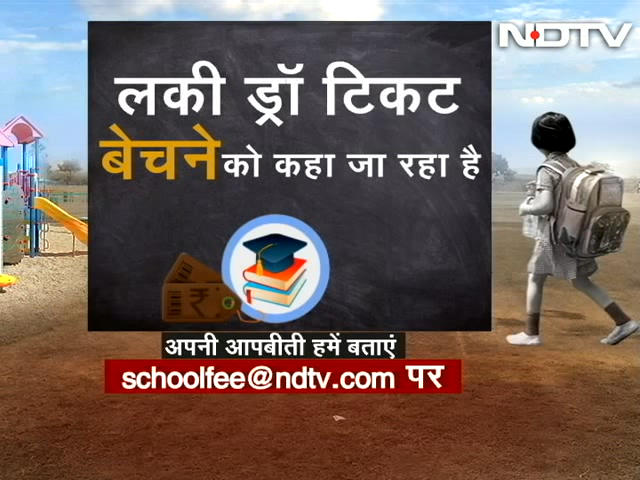 NDTV
लकी ड्रॉ टिकट
बेचने को कहा जा रहा है
₹
अपनी आपबीती हमें बताएं
schoolfee@ndtv.com पर